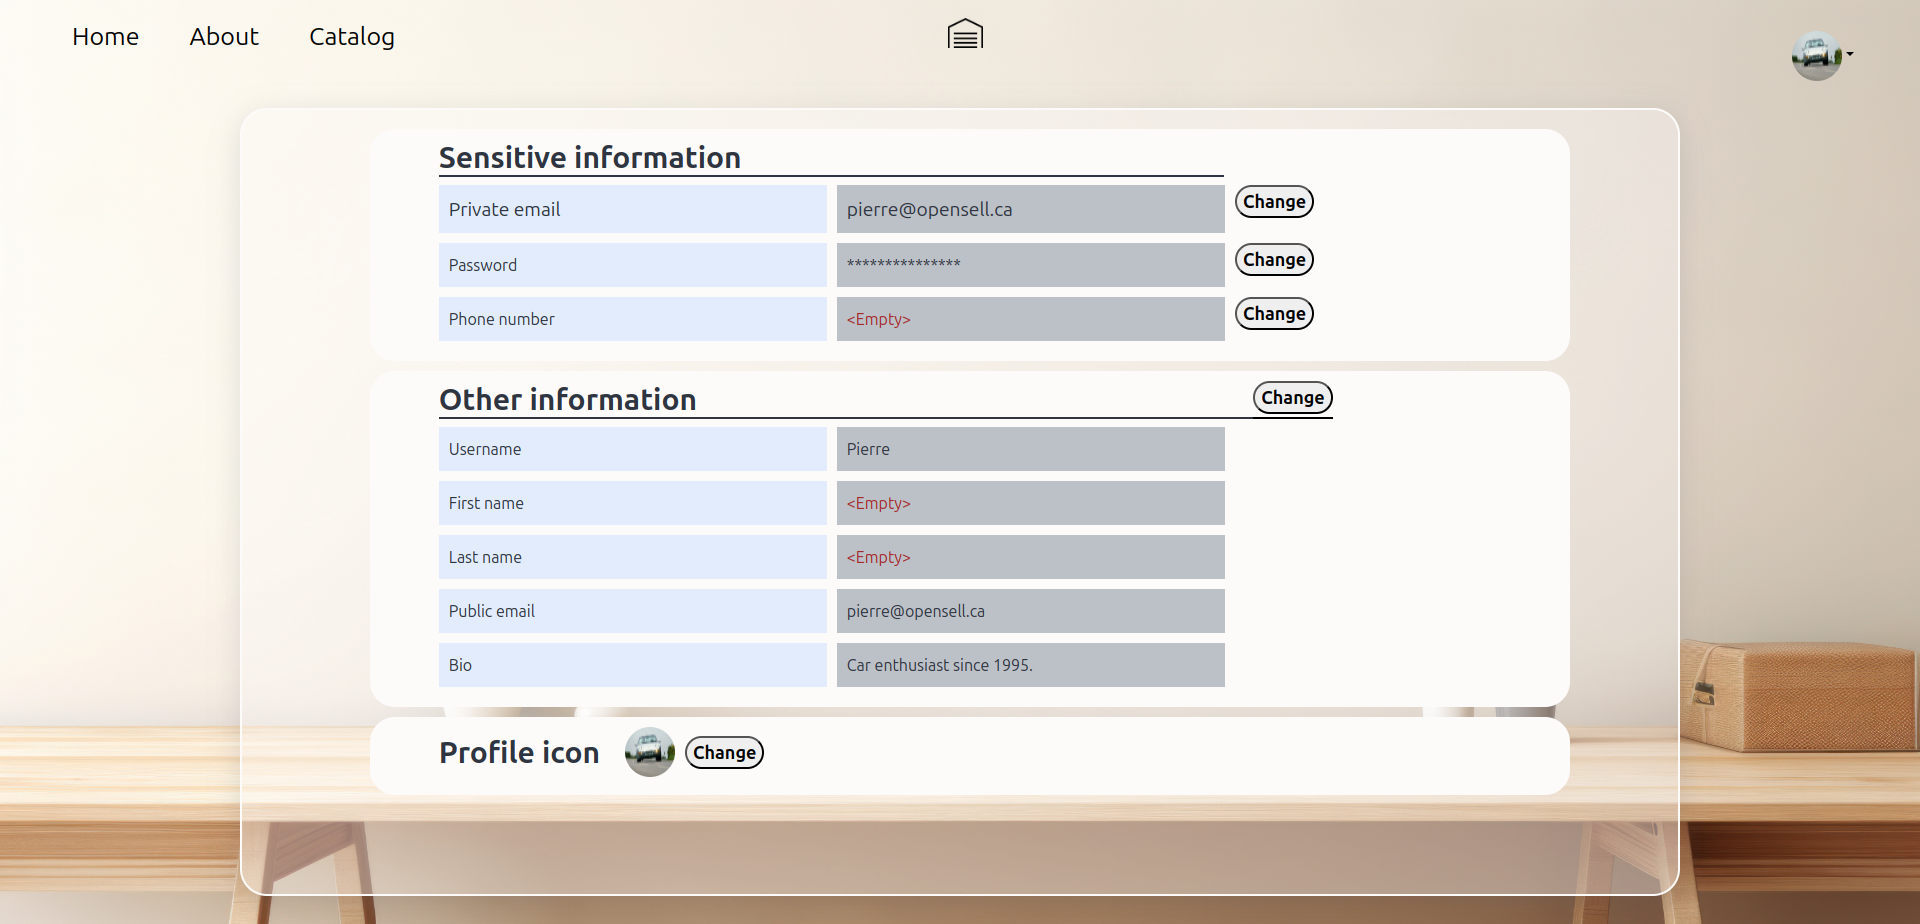 Home About Catalog
Sensitive information
Private email pierre@opensell.ca Change
Password *************** Change
Phone number <Empty> Change
Other information Change
Username Pierre
First name <Empty>
Last name <Empty>
Public email pierre@opensell.ca
Bio Car enthusiast since 1995.
Profile icon Change